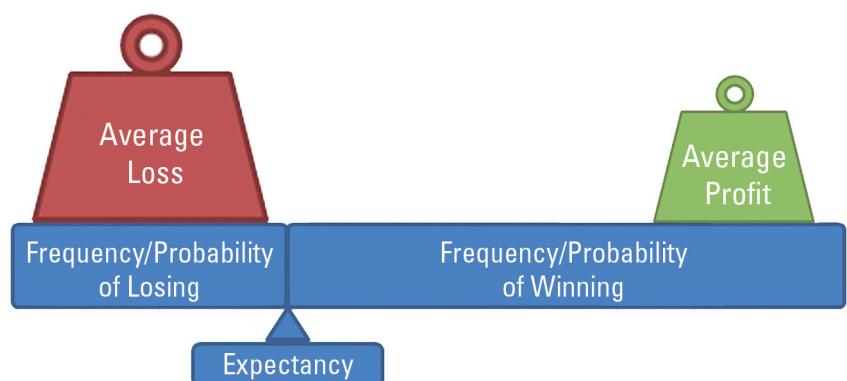 Average
Loss
Average
Profit
Frequency/Probability
of Losing
Frequency/Probability
of Winning
Expectancy